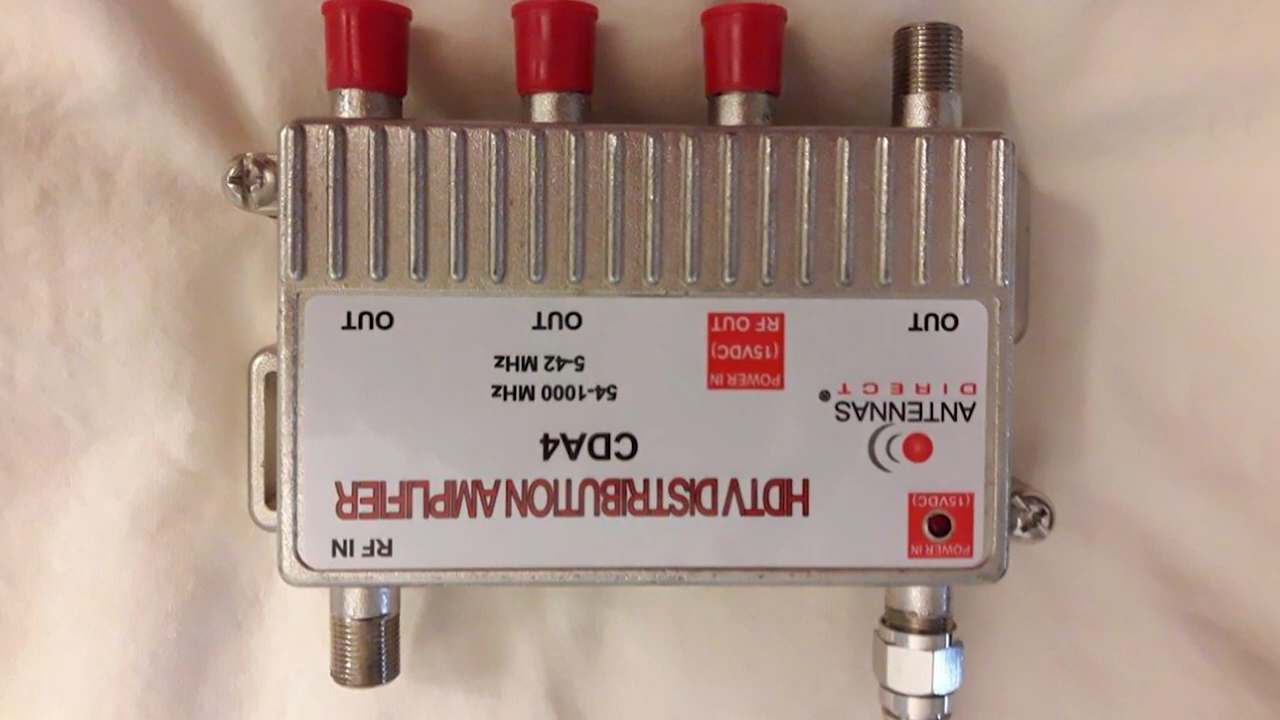 RF IN
POWER IN
(15VDC)
HDTV DISTRIBUTION AMPLIFIER
CDA4
ANTENNAS
DIRECT®
54-1000 MHz
5-42 MHz
POWER IN
(15VDC)
RF OUT
OUT
OUT
OUT